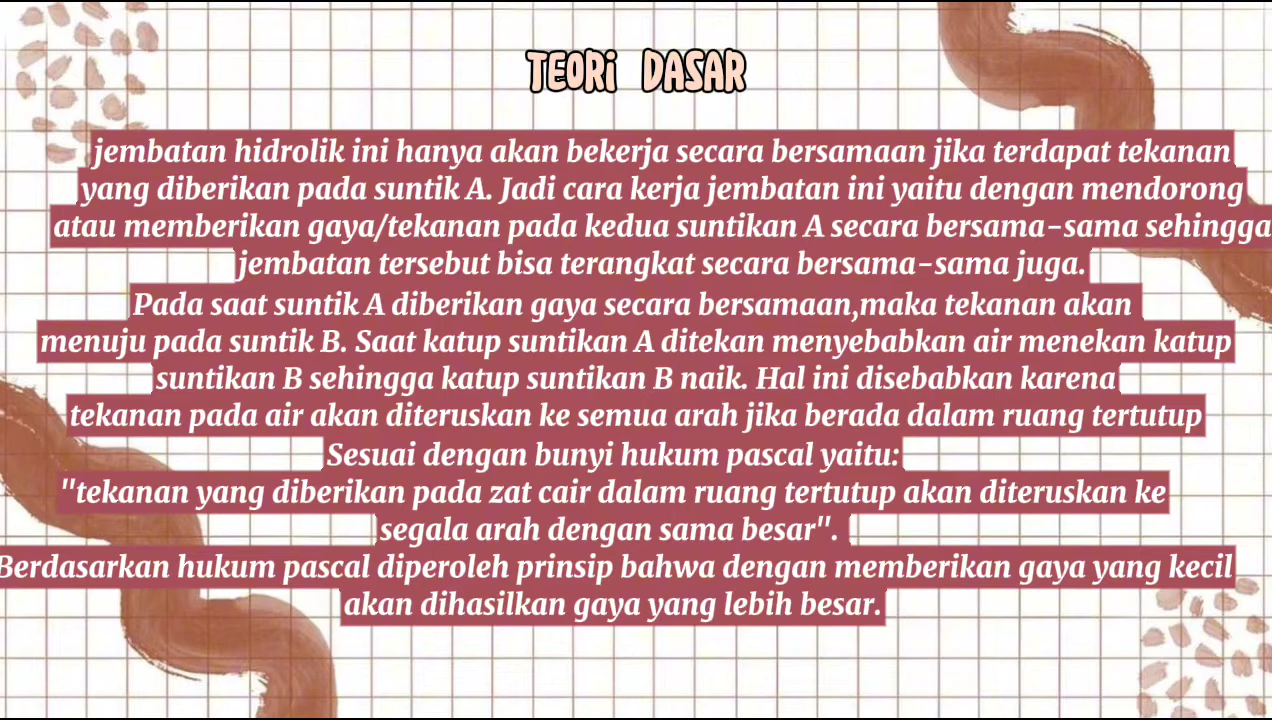 TEORi DASAR
jembatan hidrolik ini hanya akan bekerja secara bersamaan jika terdapat tekanan
yang diberikan pada suntik A. Jadi cara kerja jembatan ini yaitu dengan mendorong
atau memberikan gaya/tekanan pada kedua suntikan A secara bersama-sama sehingga
jembatan tersebut bisa terangkat secara bersama-sama juga.
Pada saat suntik A diberikan gaya secara bersamaan,maka tekanan akan
menuju pada suntik B. Saat katup suntikan A ditekan menyebabkan air menekan katup
suntikan B sehingga katup suntikan B naik. Hal ini disebabkan karena
tekanan pada air akan diteruskan ke semua arah jika berada dalam ruang tertutup
Sesuai dengan bunyi hukum pascal yaitu:
"tekanan yang diberikan pada zat cair dalam ruang tertutup akan diteruskan ke
segala arah dengan sama besar".
Berdasarkan hukum pascal diperoleh prinsip bahwa dengan memberikan gaya yang kecil
akan dihasilkan gaya yang lebih besar.